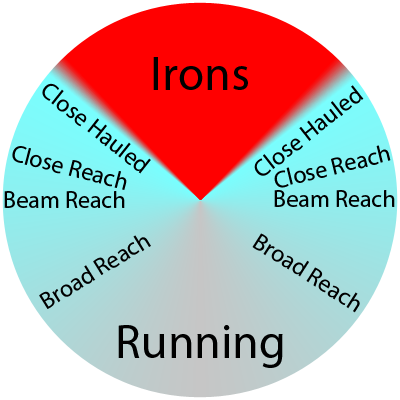 Irons
Close Hauled
Close Hauled
Close Reach
Close Reach
Beam Reach
Beam Reach
Broad Reach
Broad Reach
Running